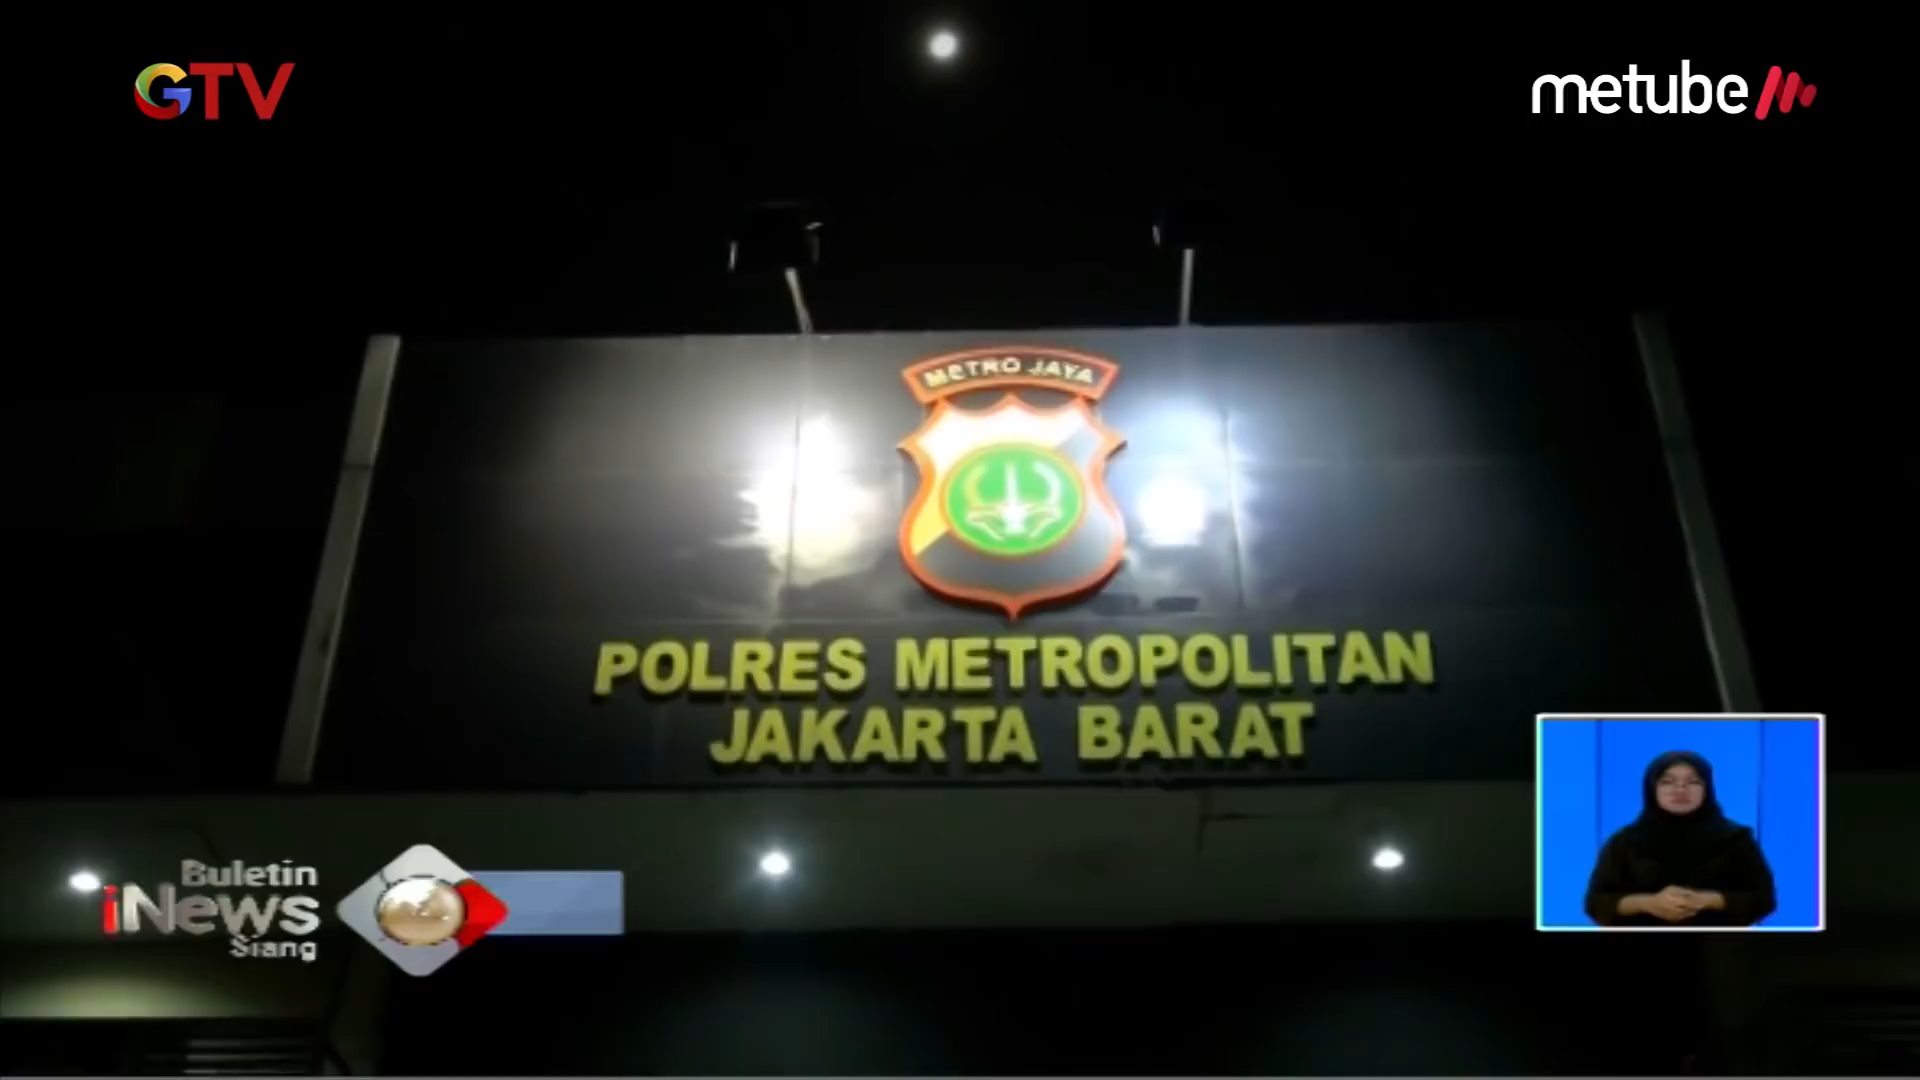 GTV
metube
METRO JAYA
POLRES METROPOLITAN
JAKARTA BARAT
Buletin
iNews
Siang